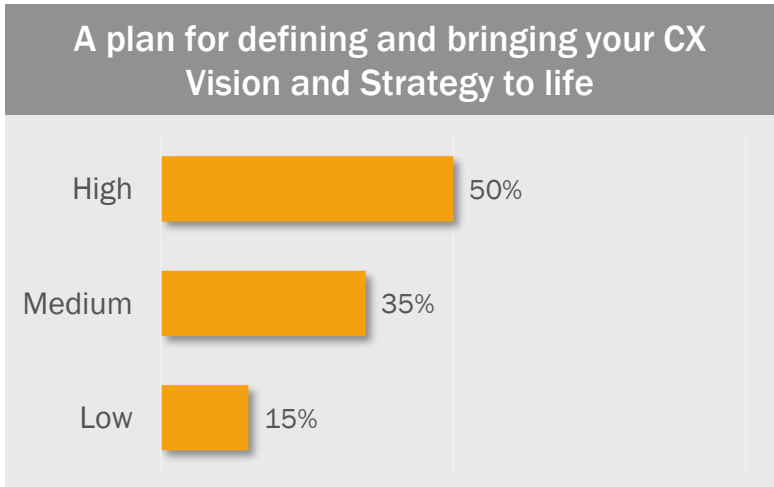 A plan for defining and bringing your CX
Vision and Strategy to life
High 50%
Medium 35%
Low 15%